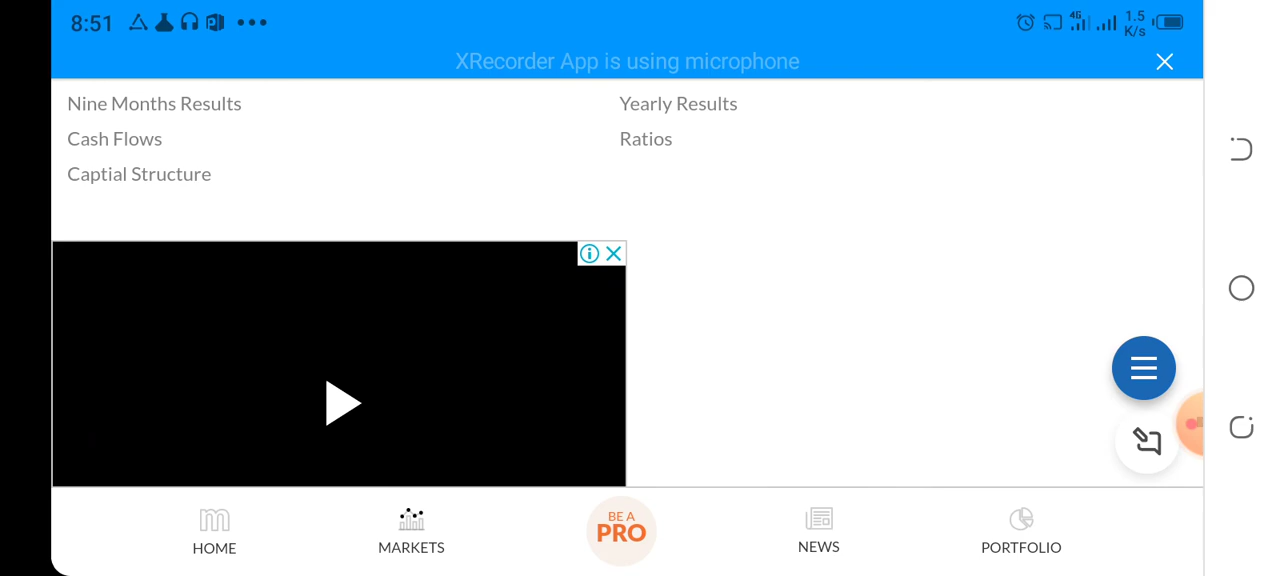 8:51
4G
1.5
K/s
XRecorder App is using microphone
Nine Months Results
Yearly Results
Cash Flows
Ratios
Captial Structure
BE A
PRO
HOME
MARKETS
NEWS
PORTFOLIO